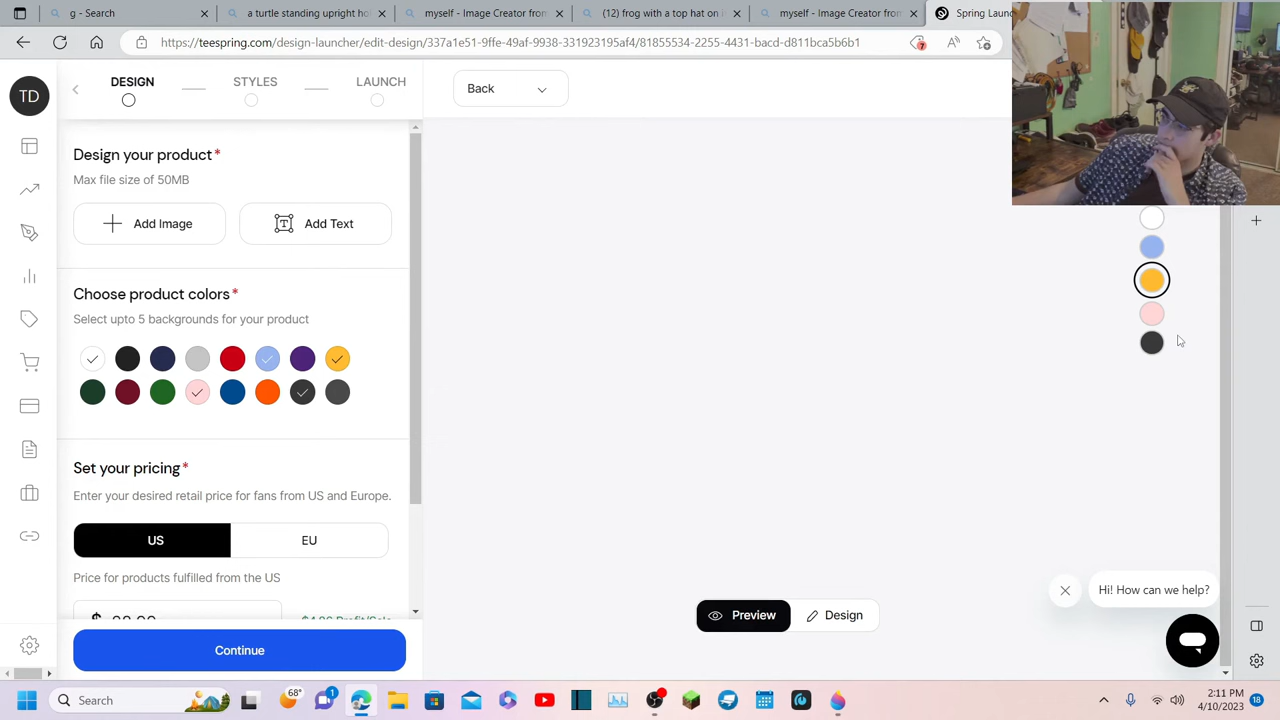 g - Search
a turtle standing upright ho
myself - Image Creator from
(12) frog with a top hat on
myself - Image Creator from
Spring Laun
https://teespring.com/design-launcher/edit-design/337a1e51-9ffe-49af-9938-331923195af4/81855534-2255-4431-bacd-d811bca5b6b1
7
TD
DESIGN
STYLES
LAUNCH
Back
Design your product*
Max file size of 50MB
Add Image
Add Text
Choose product colors*
Select upto 5 backgrounds for your product
Set your pricing*
Enter your desired retail price for fans from US and Europe.
US
EU
Price for products fulfilled from the US
Continue
Preview
Design
Hi! How can we help?
Search
68°
1
2:11 PM
4/10/2023
18